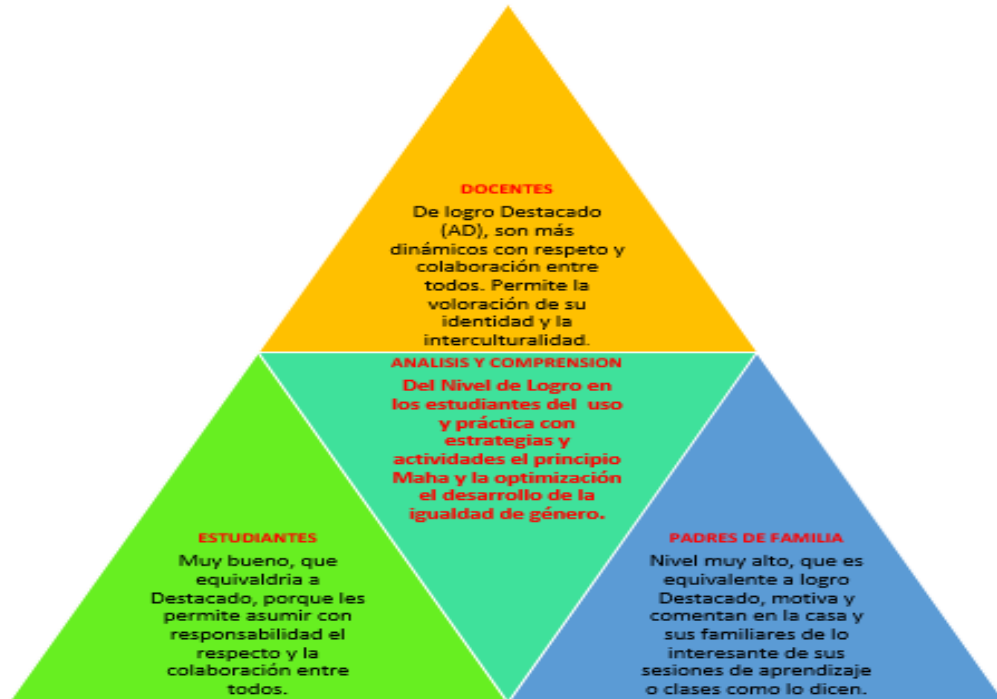 DOCENTES
De logro Destacado
(AD), son más
dinámicos con respeto y
colaboración entre
todos. Permite la
voloración de su
identidad y la
interculturalidad.
ANALISIS Y COMPRENSION
Del Nivel de Logro en
los estudiantes del uso
y práctica con
estrategias y
actividades el principio
Maha y la optimización
el desarrollo de la
igualdad de género.
ESTUDIANTES
Muy bueno, que
equivaldria a
Destacado, porque les
permite asumir con
responsabilidad el
respecto y la
colaboración entre
todos.
PADRES DE FAMILIA
Nivel muy alto, que es
equivalente a logro
Destacado, motiva y
comentan en la casa y
sus familiares de lo
interesante de sus
sesiones de aprendizaje
o clases como lo dicen.